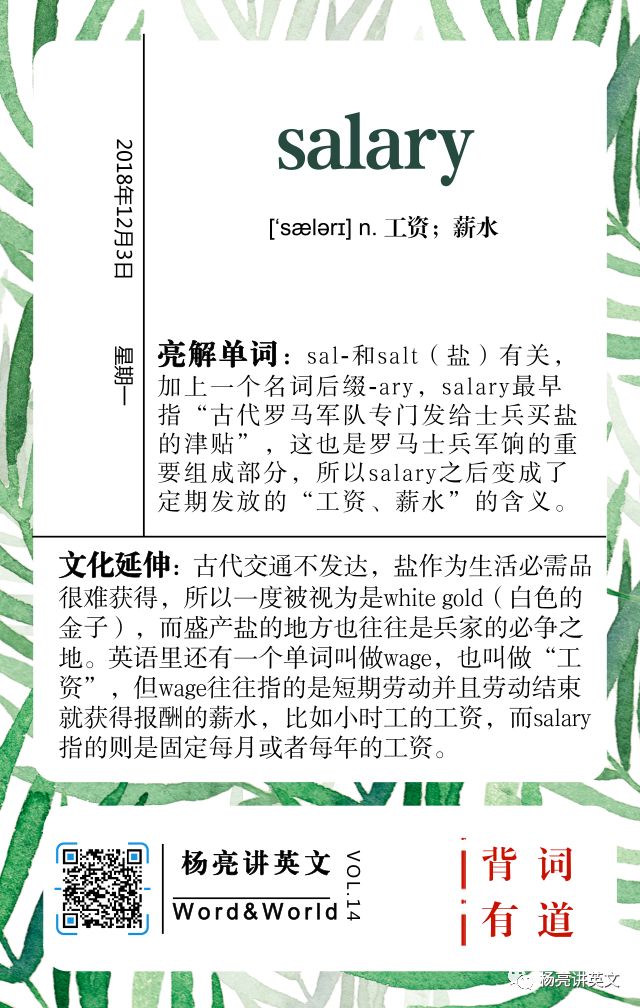 salary
[‘sælərɪ] n. 工资；薪水
2018年12月3日
星期一
亮解单词：sal-和salt（盐）有关，
加上一个名词后缀-ary，salary最早
指“古代罗马军队专门发给士兵买盐
的津贴”，这也是罗马士兵军饷的重
要组成部分，所以salary之后变成了
定期发放的“工资、薪水”的含义。
文化延伸：古代交通不发达，盐作为生活必需品
很难获得，所以一度被视为是white gold（白色的
金子），而盛产盐的地方也往往是兵家的必争之
地。英语里还有一个单词叫做wage，也叫做“工
资”，但wage往往指的是短期劳动并且劳动结束
就获得报酬的薪水，比如小时工的工资，而salary
指的则是固定每月或者每年的工资。
杨亮讲英文
Word&World
VOL.14
背词
有道
杨亮讲英文